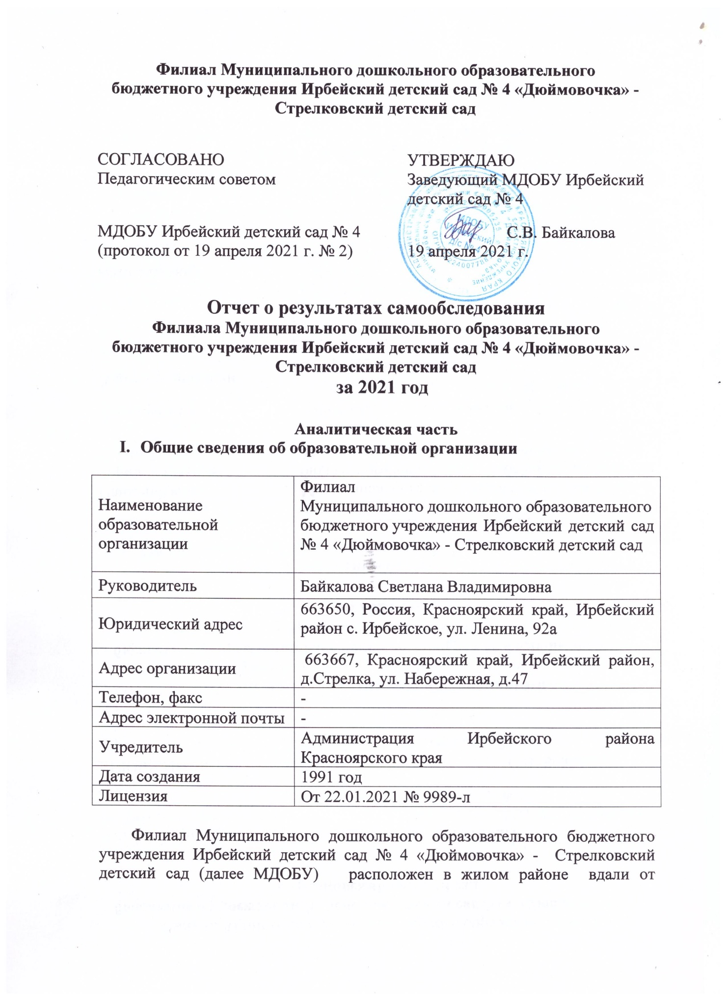 Филиал Муниципального дошкольного образовательного
бюджетного учреждения Ирбейский детский сад № 4 «Дюймовочка» -
Стрелковский детский сад
СОГЛАСОВАНО
Педагогическим советом
МДОБУ Ирбейский детский сад № 4
(протокол от 19 апреля 2021 г. № 2)
УТВЕРЖДАЮ
Заведующий МДОБУ Ирбейский
детский сад № 4
С.В. Байкалова
19 апреля 2021 г.
МДОБУ
Ирбейский
д/с № 4
Отчет о результатах самообследования
Филиала Муниципального дошкольного образовательного
бюджетного учреждения Ирбейский детский сад № 4 «Дюймовочка» -
Стрелковский детский сад
за 2021 год
Аналитическая часть
I. Общие сведения об образовательной организации
Наименование
образовательной
организации
Филиал
Муниципального дошкольного образовательного
бюджетного учреждения Ирбейский детский сад
№ 4 «Дюймовочка» - Стрелковский детский сад
Руководитель
Байкалова Светлана Владимировна
Юридический адрес
663650, Россия, Красноярский край, Ирбейский
район с. Ирбейское, ул. Ленина, 92а
Адрес организации
663667, Красноярский край, Ирбейский район,
д.Стрелка, ул. Набережная, д.47
Телефон, факс
-
Адрес электронной почты
-
Учредитель
Администрация Ирбейского района
Красноярского края
Дата создания
1991 год
Лицензия
От 22.01.2021 № 9989-л
Филиал Муниципального дошкольного образовательного бюджетного
учреждения Ирбейский детский сад № 4 «Дюймовочка» - Стрелковский
детский сад (далее МДОБУ) расположен в жилом районе вдали от